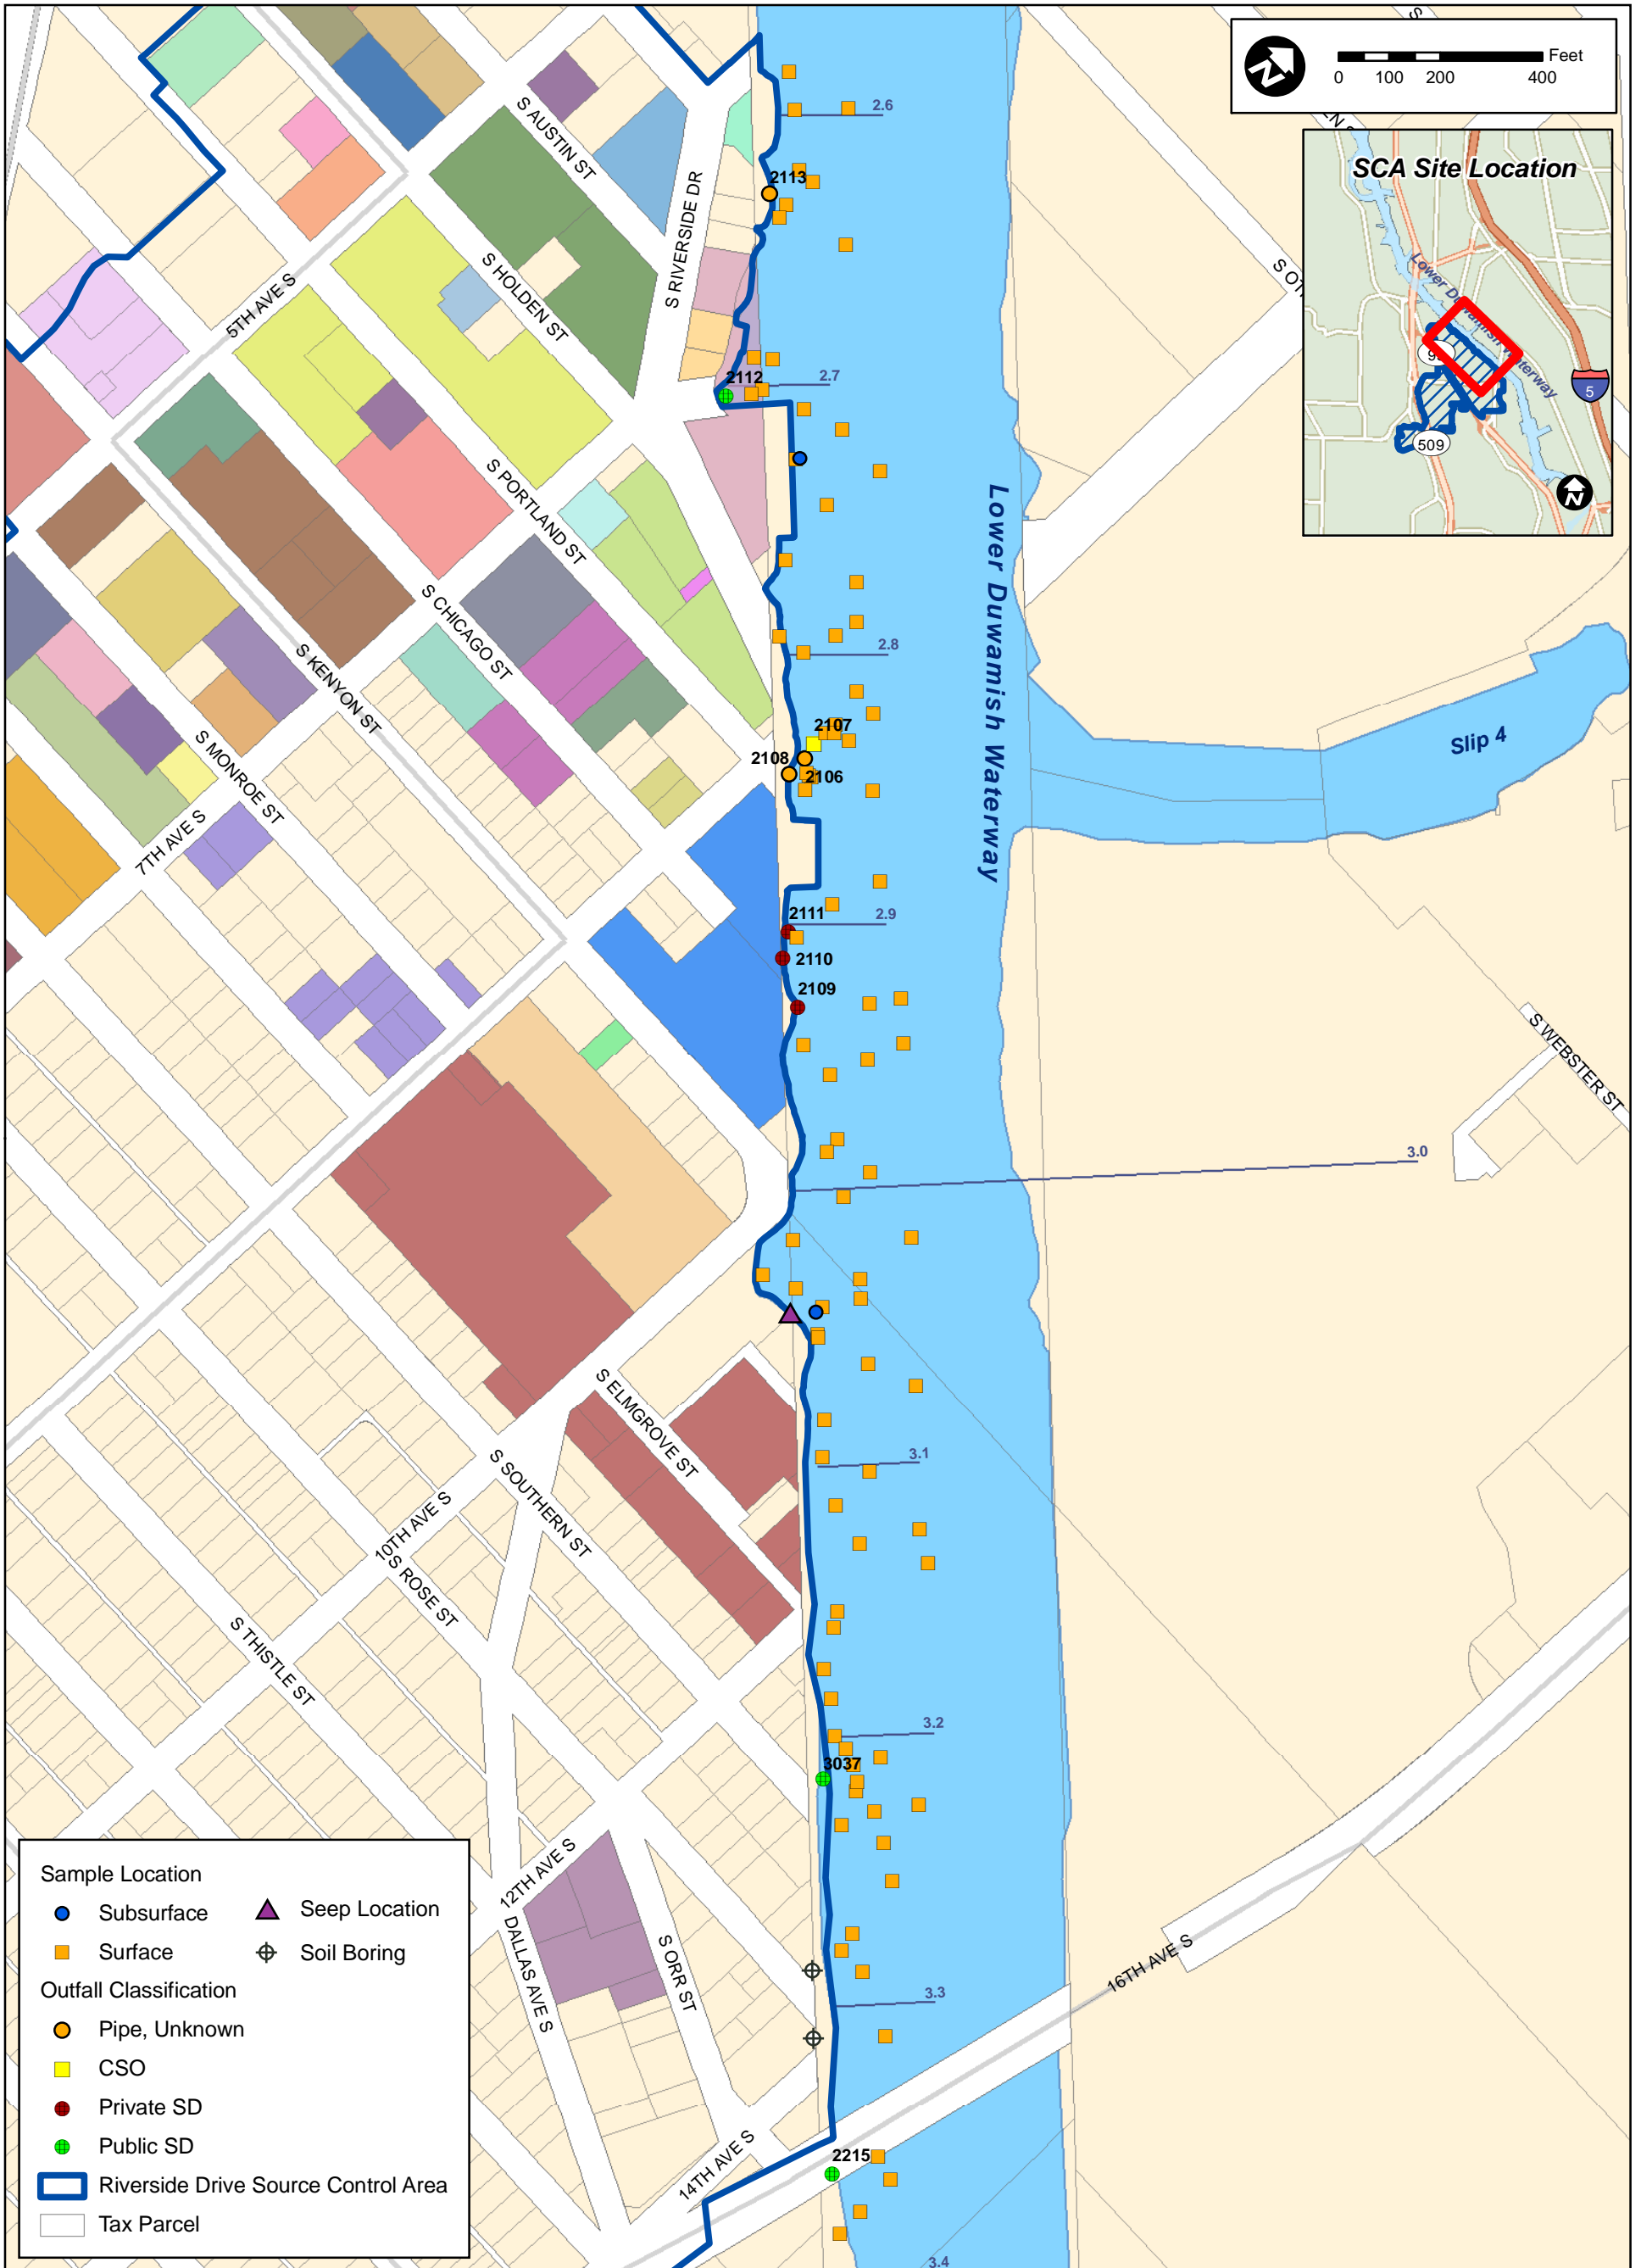 Feet
0 100 200 400
N
SCA Site Location
Lower Duwamish Waterway
5
509
N
S AUSTIN ST
S RIVERSIDE DR
S HOLDEN ST
5TH AVE S
S PORTLAND ST
S CHICAGO ST
S KENYON ST
S MONROE ST
7TH AVE S
2.6
2113
2112
2.7
2.8
2107
2108
2106
2111
2.9
2110
2109
Lower Duwamish Waterway
Slip 4
S WEBSTER ST
3.0
S ELMGROVE ST
3.1
S SOUTHERN ST
10TH AVE S
S ROSE ST
S THISTLE ST
3.2
3037
12TH AVE S
DALLAS AVE S
S ORR ST
3.3
16TH AVE S
14TH AVE S
2215
3.4
Sample Location
Subsurface
Seep Location
Surface
Soil Boring
Outfall Classification
Pipe, Unknown
CSO
Private SD
Public SD
Riverside Drive Source Control Area
Tax Parcel